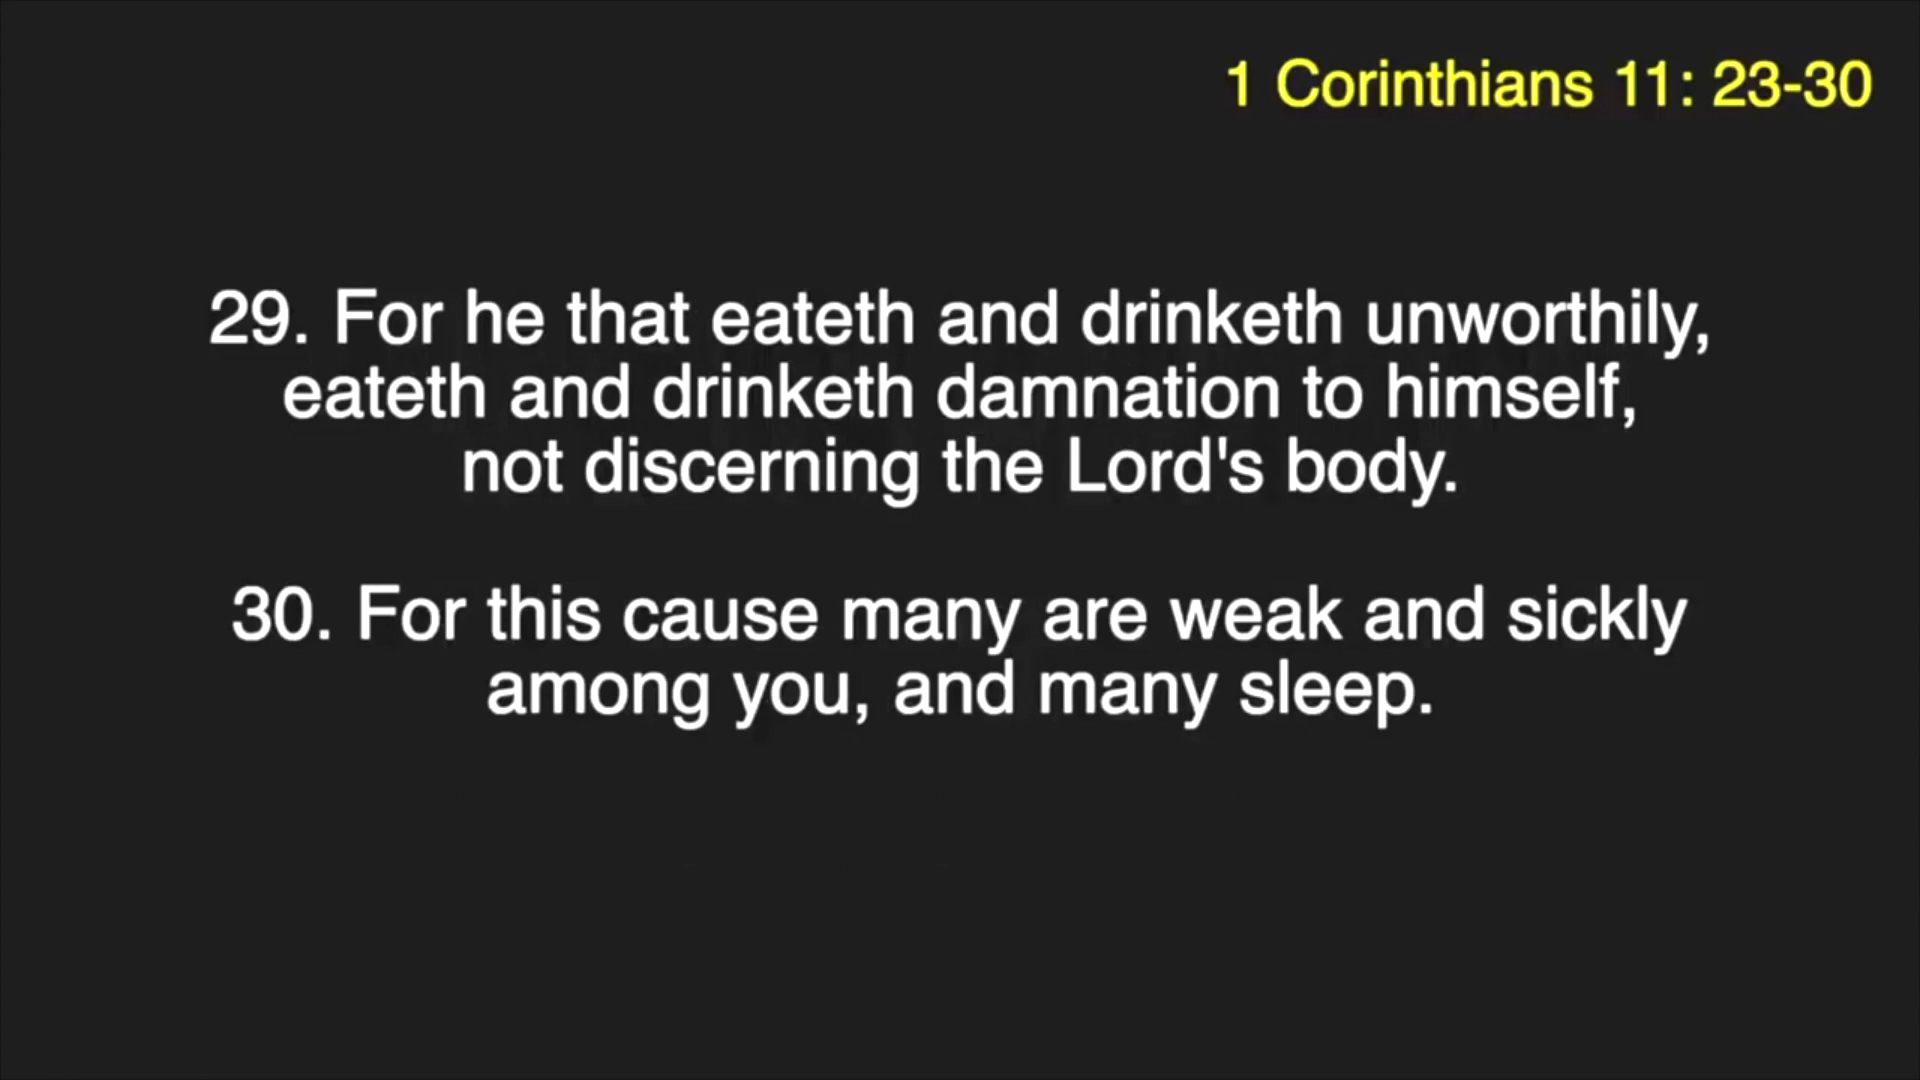 1 Corinthians 11: 23-30
29. For he that eateth and drinketh unworthily,
eateth and drinketh damnation to himself,
not discerning the Lord's body.
30. For this cause many are weak and sickly
among you, and many sleep.